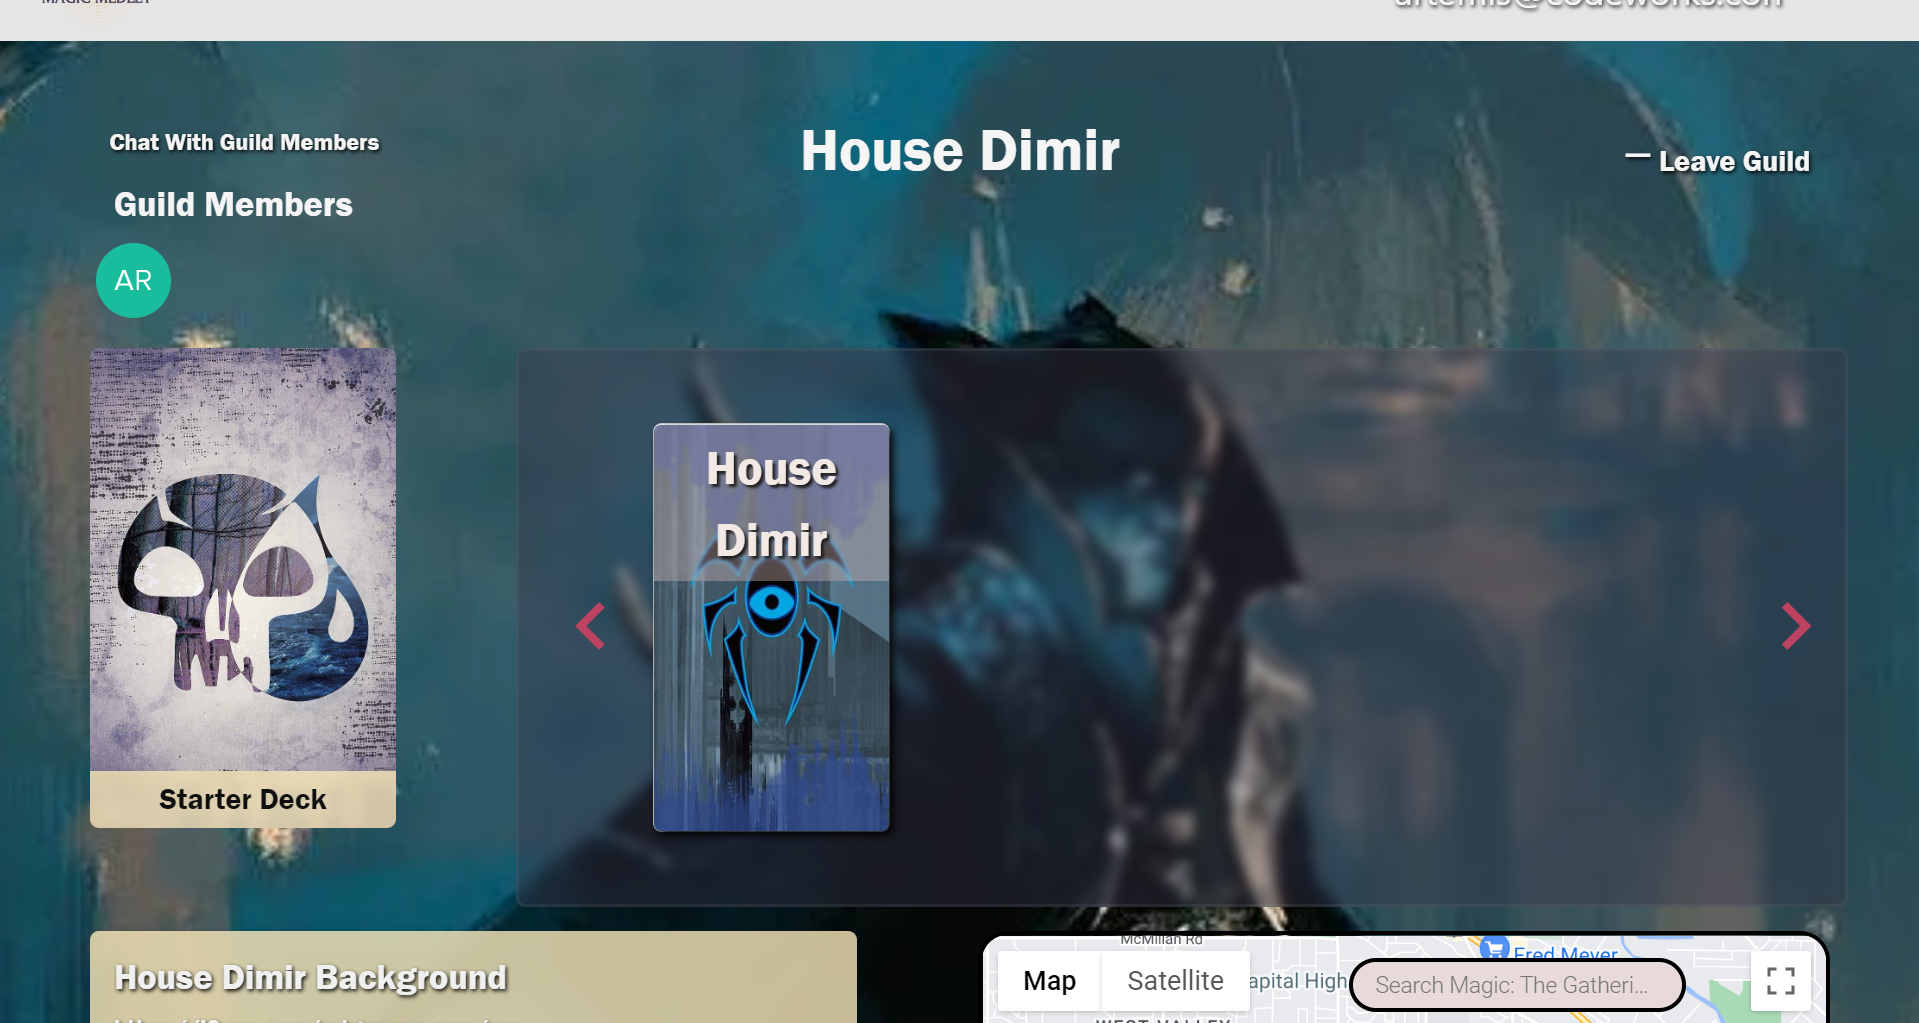 MAGIC MEDLEY
artemis@codeworks.con
Chat With Guild Members
House Dimir
Leave Guild
Guild Members
AR
House
Dimir
Starter Deck
House Dimir Background
McMillan Rd
Fred Meyer
Map
Satellite
apital High
Search Magic: The Gatheri...
WEST VALLEY